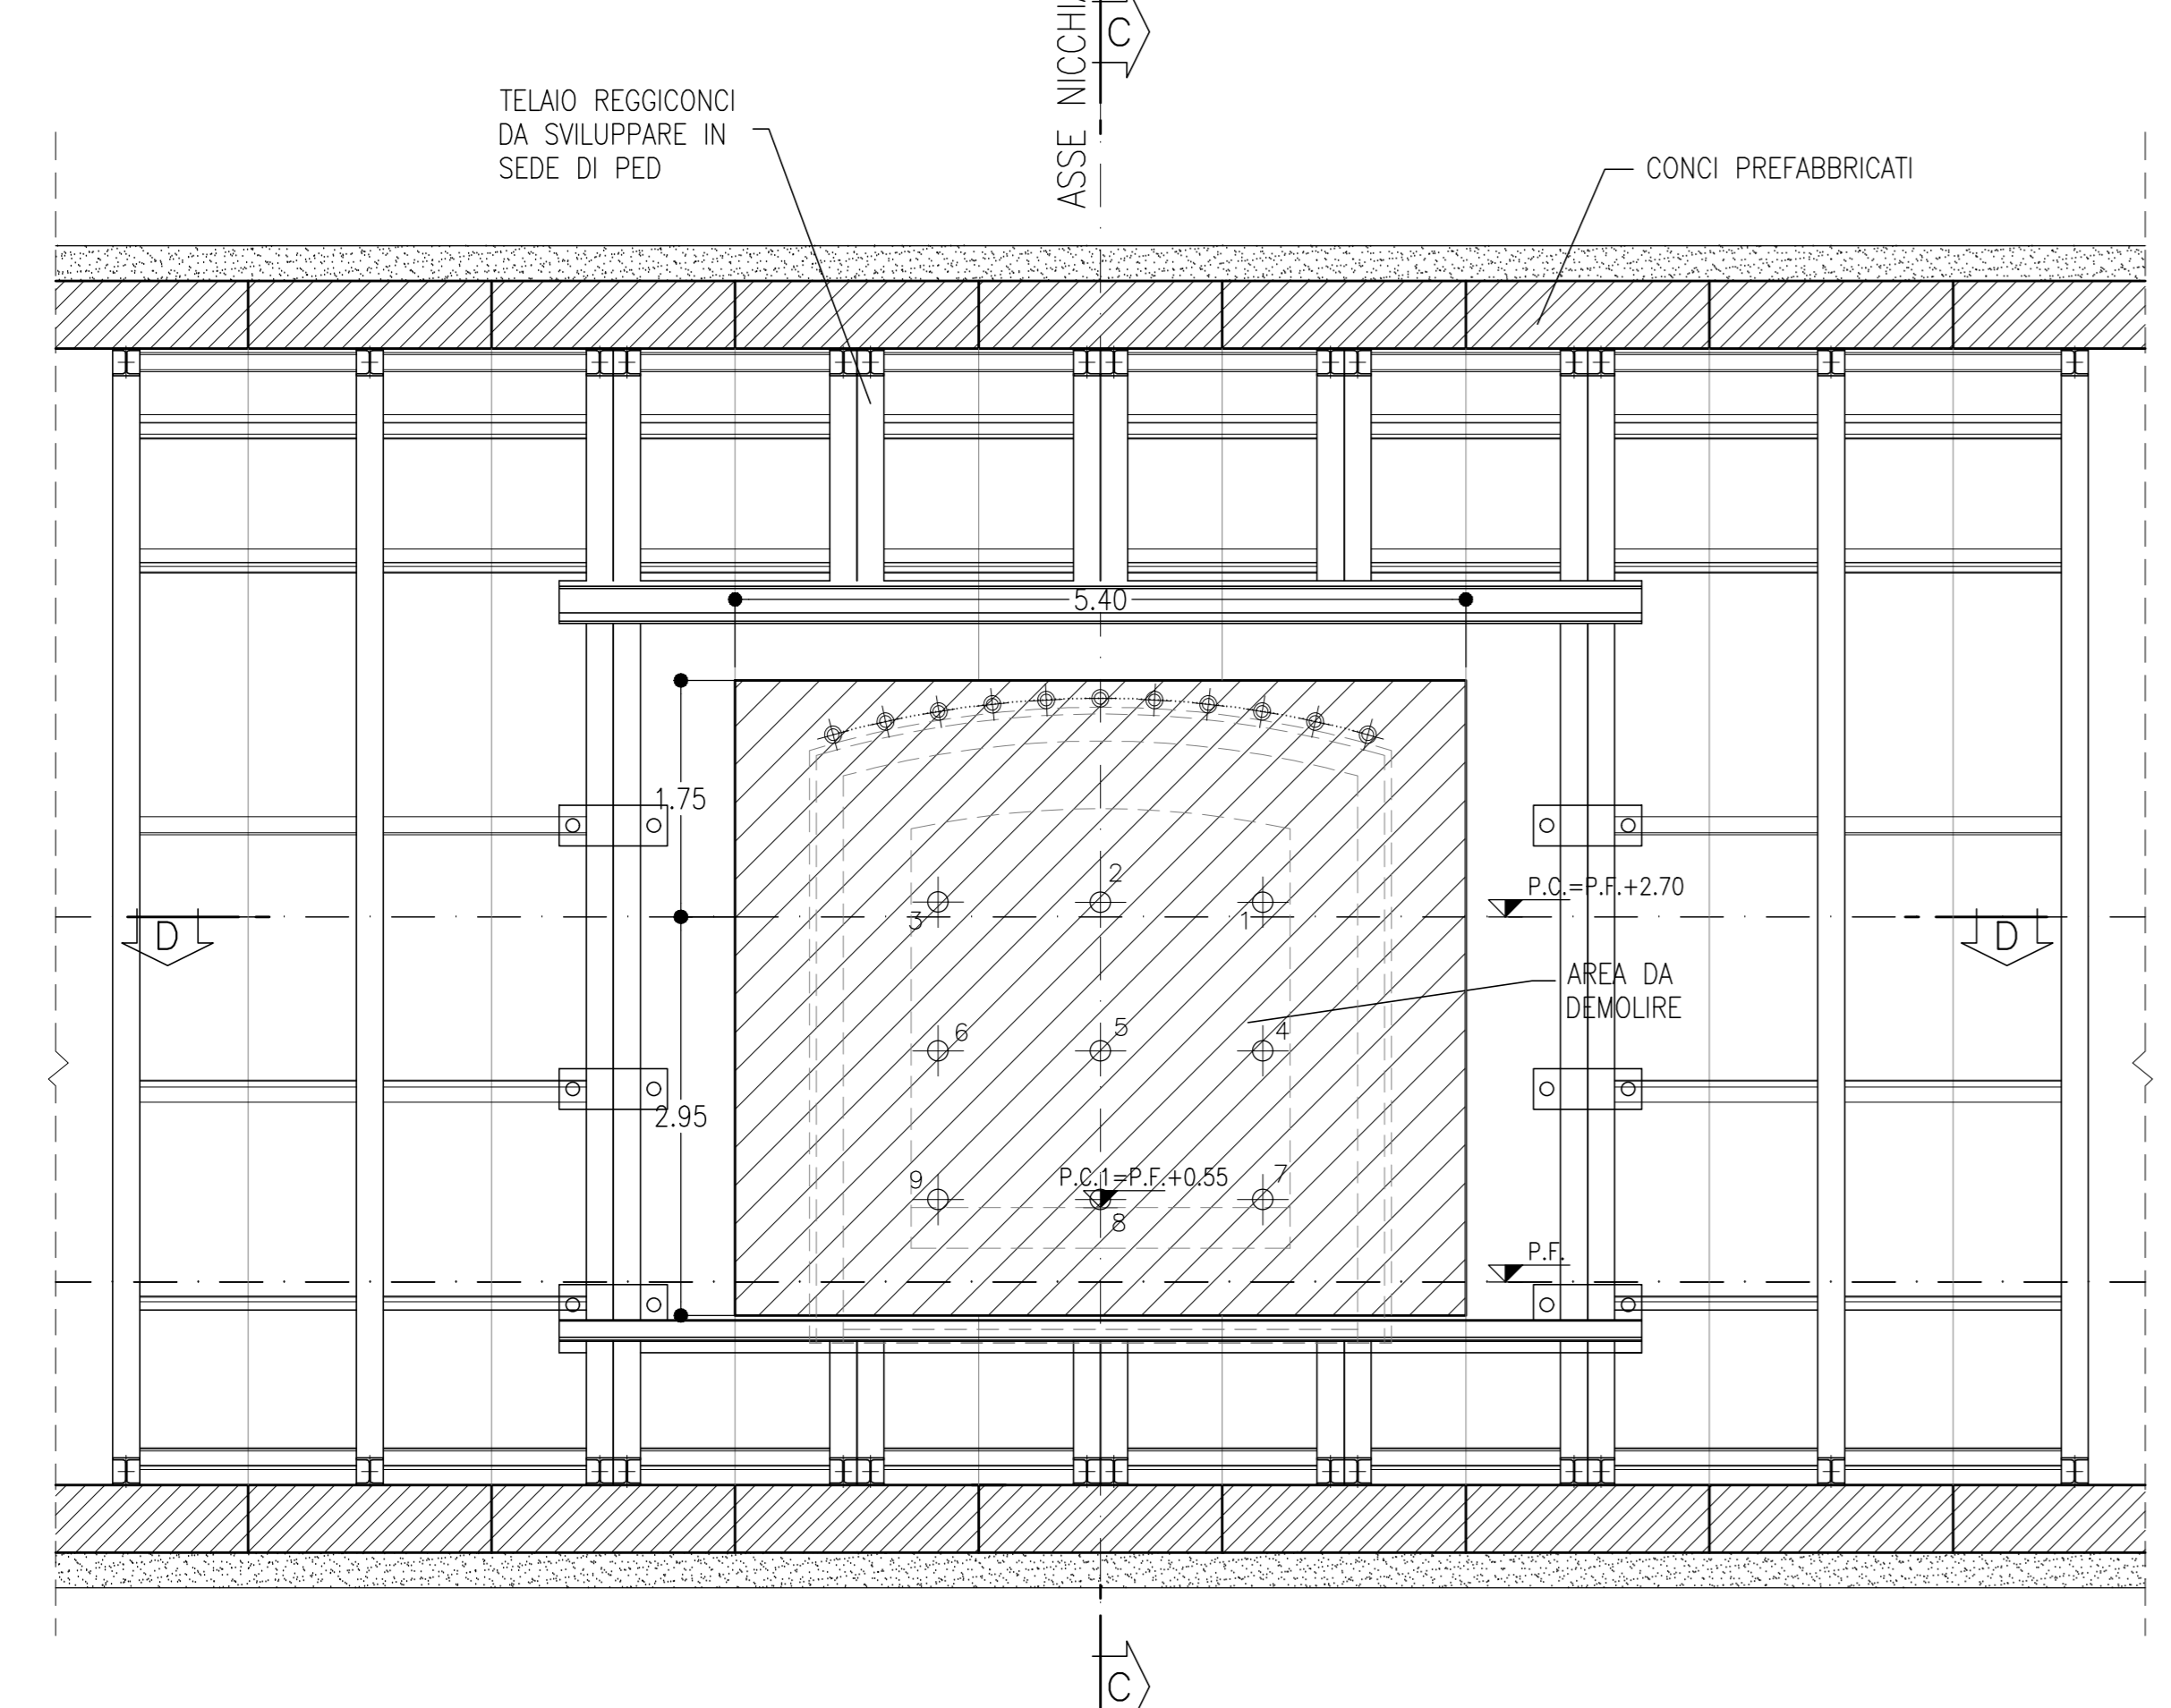 ASSE NICCHIA
C
TELAIO REGGICONCI
DA SVILUPPARE IN
SEDE DI PED
CONCI PREFABBRICATI
5.40
1.75
2
P.C.=P.F.+2.70
3
1
D
D
AREA DA
DEMOLIRE
6
5
4
2.95
9
P.C.1=P.F.+0.55
7
8
P.F.
C